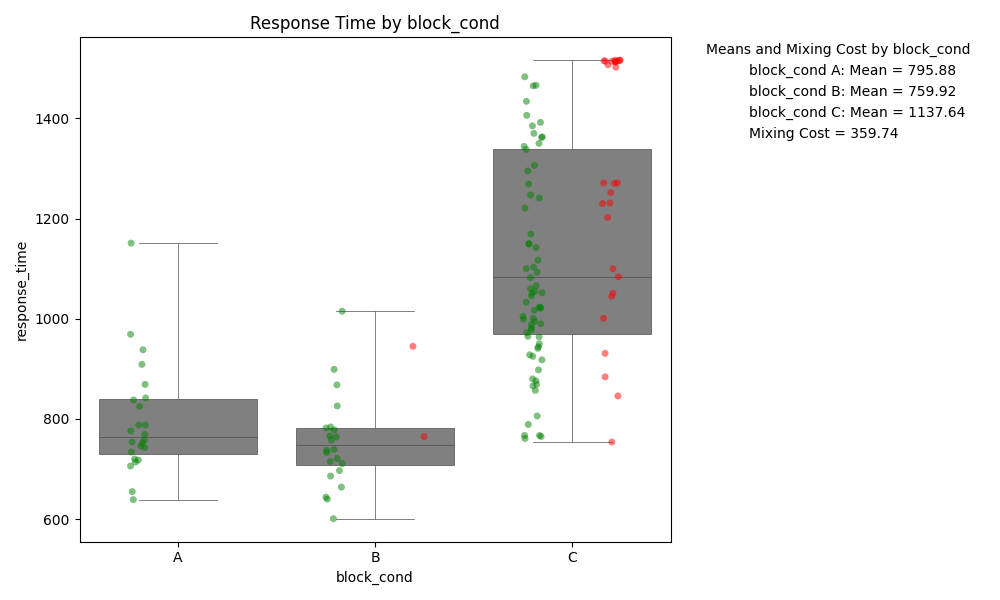 Response Time by block_cond
Means and Mixing Cost by block_cond
block_cond A: Mean = 795.88
block_cond B: Mean = 759.92
block_cond C: Mean = 1137.64
Mixing Cost = 359.74
response_time
1400
1200
1000
800
600
A
B
C
block_cond